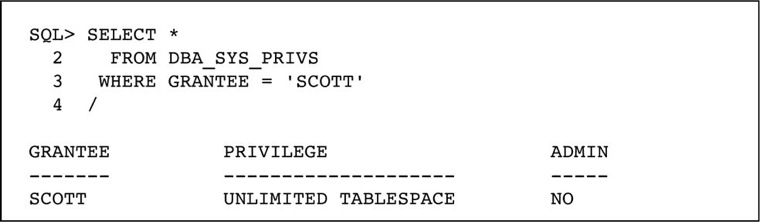 SQL> SELECT *
  2    FROM DBA_SYS_PRIVS
  3   WHERE GRANTEE = 'SCOTT'
  4  /
GRANTEE PRIVILEGE ADMIN
------- -------------------- -----
SCOTT UNLIMITED TABLESPACE NO